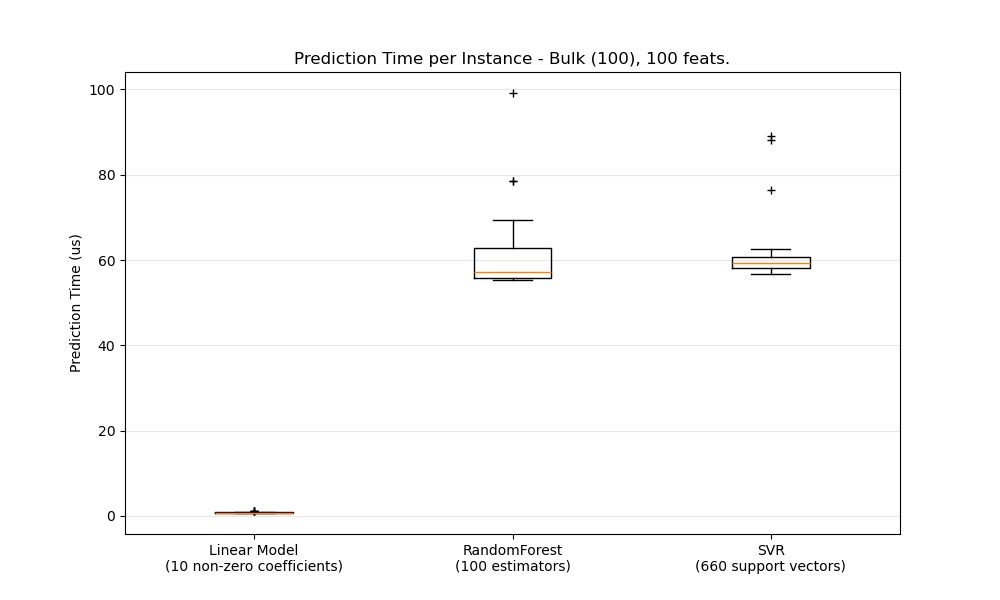 Prediction Time per Instance - Bulk (100), 100 feats.
100
80
60
40
20
0
Prediction Time (us)
Linear Model
(10 non-zero coefficients)
RandomForest
(100 estimators)
SVR
(660 support vectors)